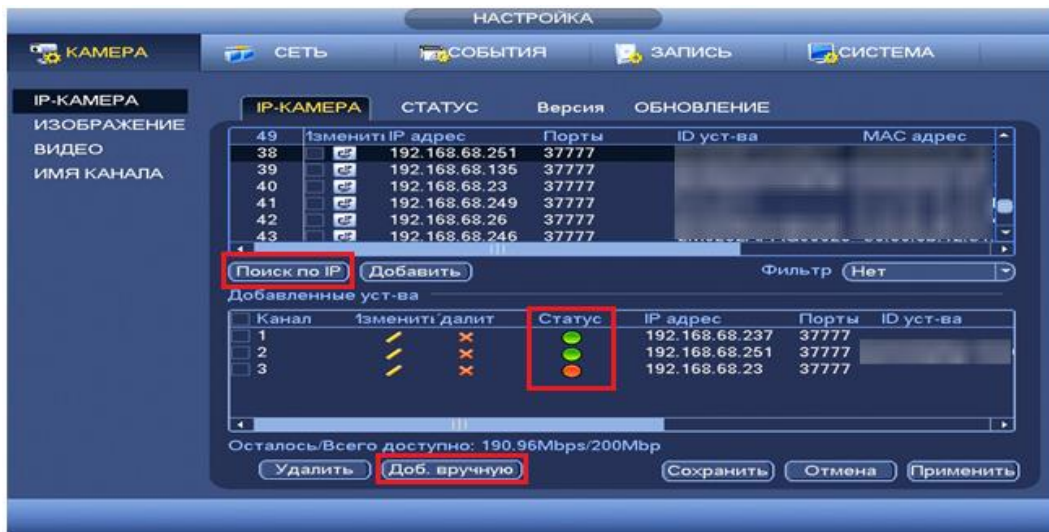 НАСТРОЙКА
КАМЕРА СЕТЬ СОБЫТИЯ ЗАПИСЬ СИСТЕМА
IP-КАМЕРА
ИЗОБРАЖЕНИЕ
ВИДЕО
ИМЯ КАНАЛА
IP-КАМЕРА СТАТУС Версия ОБНОВЛЕНИЕ
49 Iзменити IP адрес Порты ID уст-ва MAC адрес
38 192.168.68.251 37777
39 192.168.68.135 37777
40 192.168.68.23 37777
41 192.168.68.249 37777
42 192.168.68.26 37777
43 192.168.68.246 37777
Поиск по IP Добавить Фильтр Нет
Добавленные уст-ва
Канал Iзменити далит Статус IP адрес Порты ID уст-ва
1 192.168.68.237 37777
2 192.168.68.251 37777
3 192.168.68.23 37777
Осталось/Всего доступно: 190.96Mbps/200Mbp
Удалить Доб. вручную Сохранить Отмена Применить